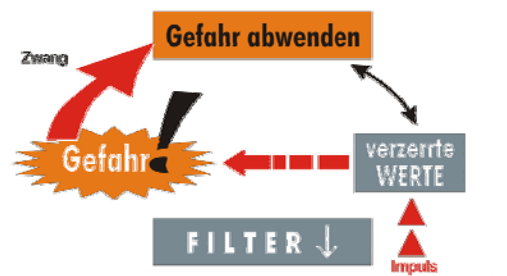 Gefahr abwenden
Zwang
Gefahr!
verzerrte
WERTE
FILTER ↓
Impuls